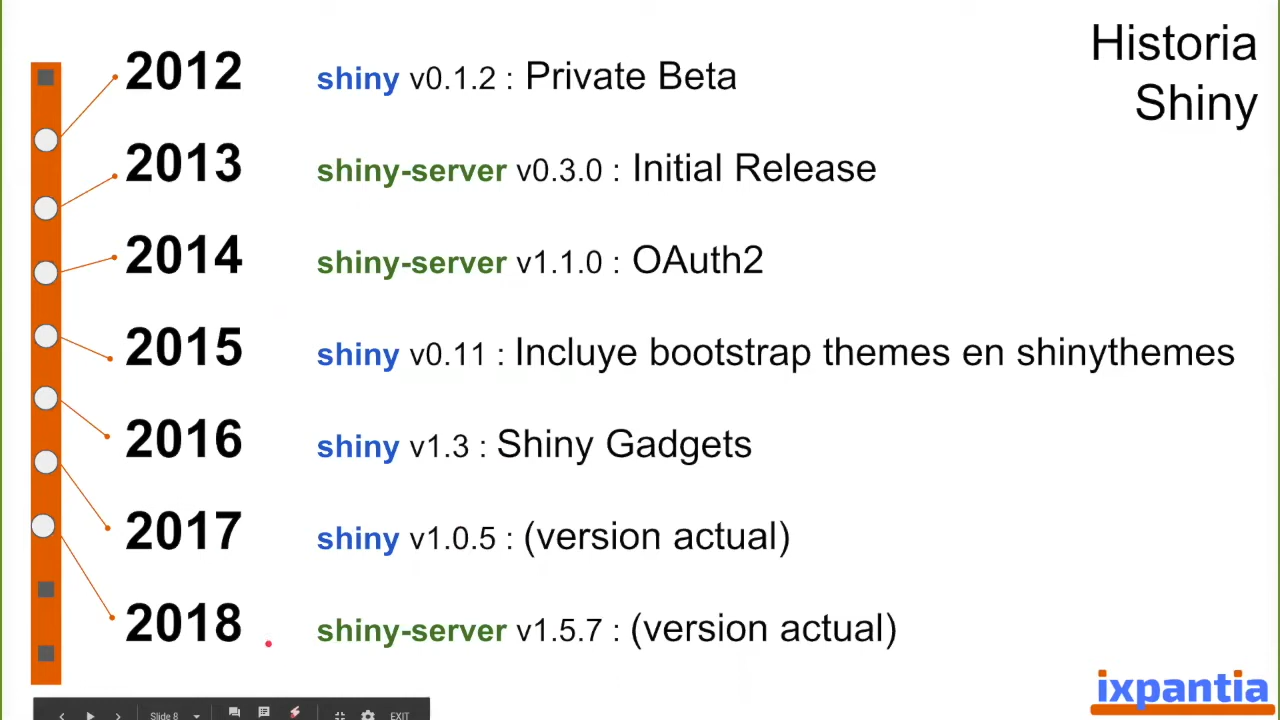 Historia
Shiny
2012 shiny v0.1.2 : Private Beta
2013 shiny-server v0.3.0 : Initial Release
2014 shiny-server v1.1.0 : OAuth2
2015 shiny v0.11 : Incluye bootstrap themes en shinythemes
2016 shiny v1.3 : Shiny Gadgets
2017 shiny v1.0.5 : (version actual)
2018 shiny-server v1.5.7 : (version actual)
ixpantia
Slide 8 EXIT